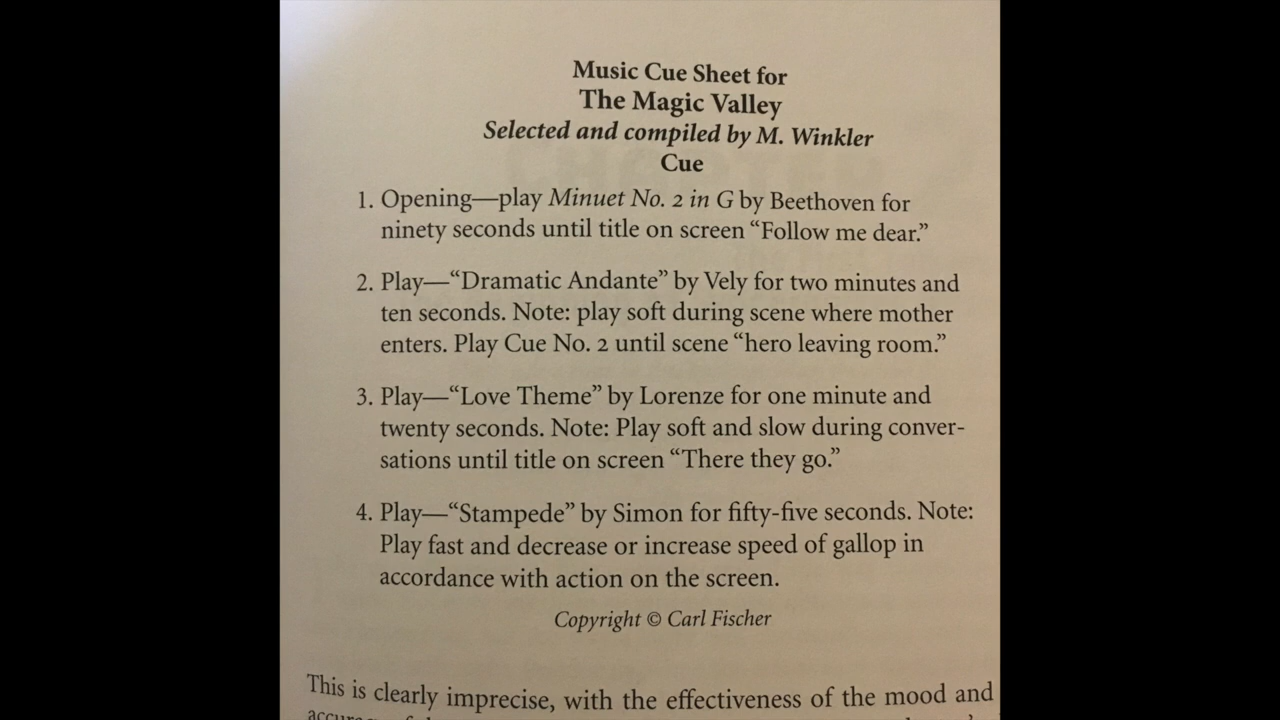 Music Cue Sheet for
The Magic Valley
Selected and compiled by M. Winkler
Cue
1. Opening—play Minuet No. 2 in G by Beethoven for
ninety seconds until title on screen “Follow me dear.”
2. Play—“Dramatic Andante” by Vely for two minutes and
ten seconds. Note: play soft during scene where mother
enters. Play Cue No. 2 until scene “hero leaving room.”
3. Play—“Love Theme” by Lorenze for one minute and
twenty seconds. Note: Play soft and slow during conver-
sations until title on screen “There they go.”
4. Play—“Stampede” by Simon for fifty-five seconds. Note:
Play fast and decrease or increase speed of gallop in
accordance with action on the screen.
Copyright © Carl Fischer
This is clearly imprecise, with the effectiveness of the mood and